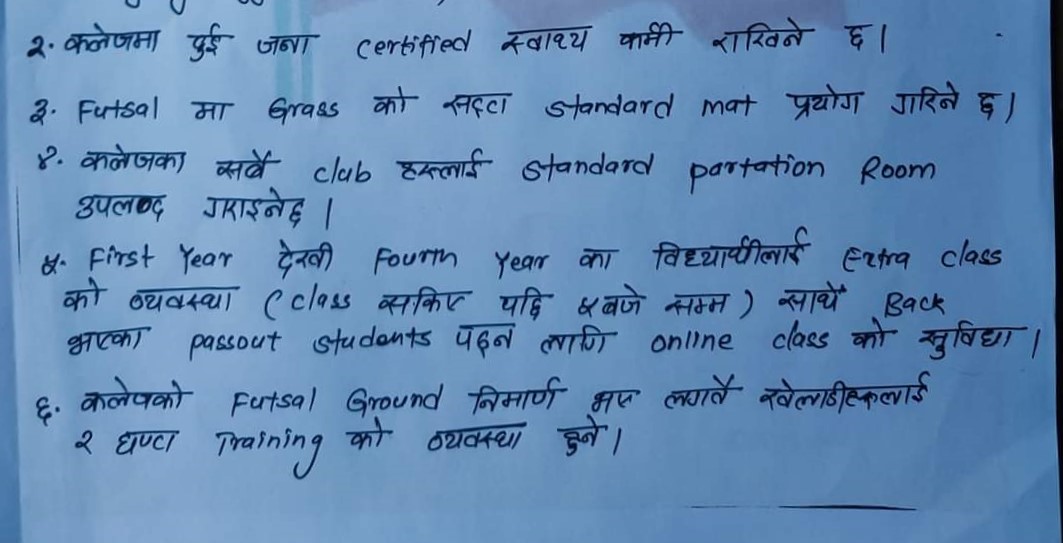 २. कलेजमा दुई जना certified स्वाथ्य कर्मी राखिने छ।
३. Futsal मा Grass को सट्टा standard mat प्रयोग गरिने छ।
४. कलेजका सबै club हरुलाई standard partation Room
उपलब्द गराइनेछ।
५. First Year देखी Fourth Year का विद्यार्थीलाई Extra class
को व्यवस्था (class सकिए पछि ५ बजे सम्म) साथै Back
भएका passout students पढ्न लागि online class को सुविधा।
६. कलेजको Futsal Ground निमार्ण भए लगतै खेलाडीहरुलाई
२ घण्टा Training को व्यवस्था हुने।